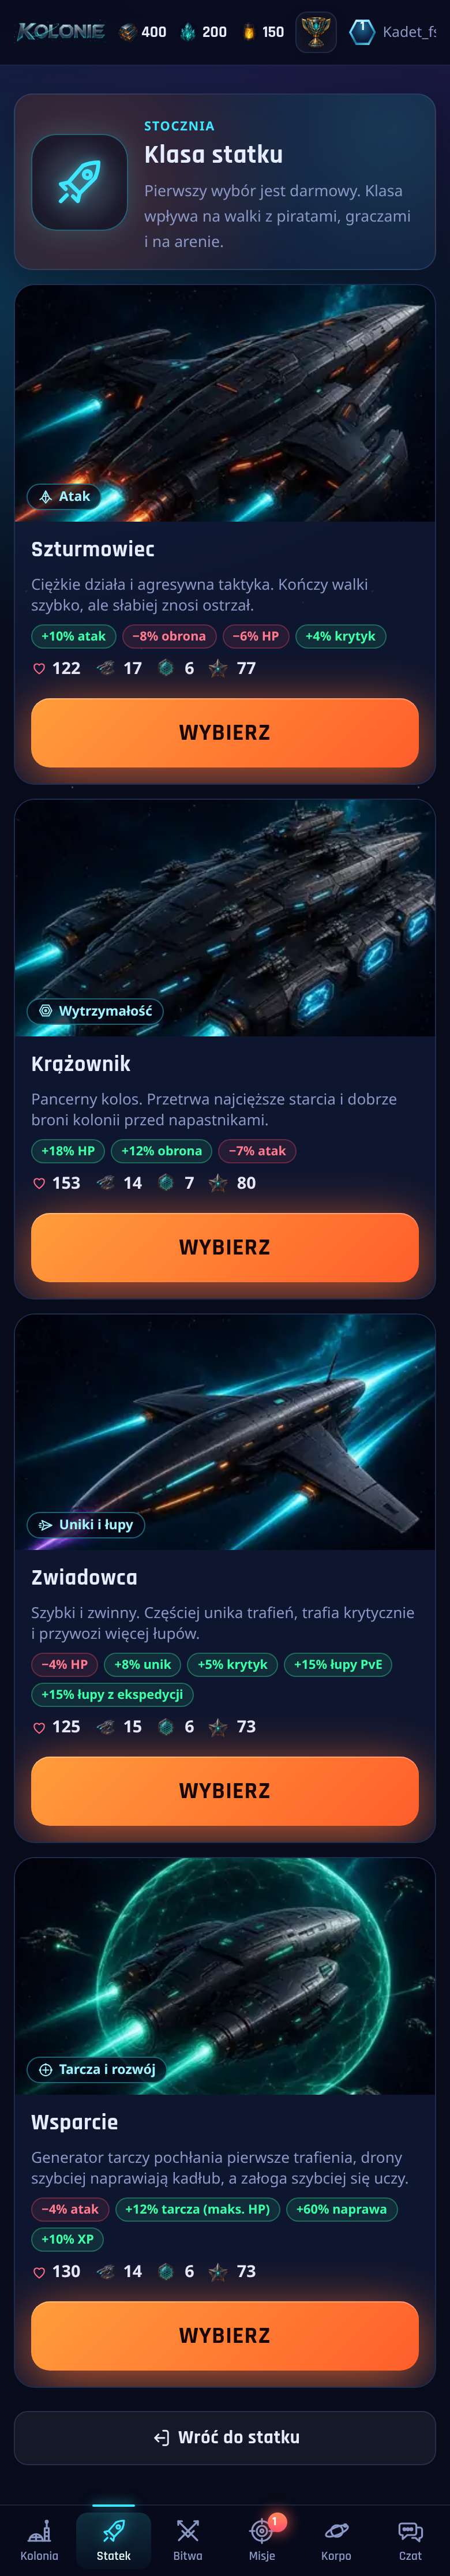 KOLONIE 400 200 150 1 Kadet_fs
STOCZNIA
Klasa statku
Pierwszy wybór jest darmowy. Klasa
wpływa na walki z piratami, graczami
i na arenie.
Atak
Szturmowiec
Ciężkie działa i agresywna taktyka. Kończy walki
szybko, ale słabiej znosi ostrzał.
+10% atak −8% obrona −6% HP +4% krytyk
122 17 6 77
WYBIERZ
Wytrzymałość
Krążownik
Pancerny kolos. Przetrwa najcięższe starcia i dobrze
broni kolonii przed napastnikami.
+18% HP +12% obrona −7% atak
153 14 7 80
WYBIERZ
Uniki i łupy
Zwiadowca
Szybki i zwinny. Częściej unika trafień, trafia krytycznie
i przywozi więcej łupów.
−4% HP +8% unik +5% krytyk +15% łupy PvE
+15% łupy z ekspedycji
125 15 6 73
WYBIERZ
Tarcza i rozwój
Wsparcie
Generator tarczy pochłania pierwsze trafienia, drony
szybciej naprawiają kadłub, a załoga szybciej się uczy.
−4% atak +12% tarcza (maks. HP) +60% naprawa
+10% XP
130 14 6 73
WYBIERZ
Wróć do statku
1
Kolonia Statek Bitwa Misje Korpo Czat